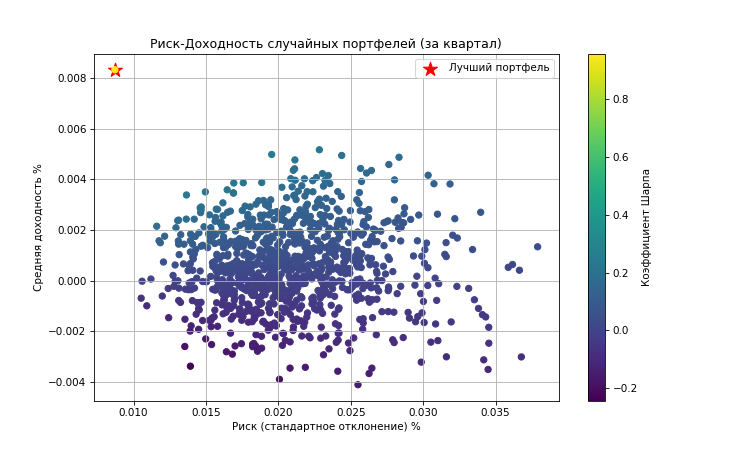 Риск-Доходность случайных портфелей (за квартал)
Лучший портфель
Средняя доходность %
0.008
0.006
0.004
0.002
0.000
−0.002
−0.004
0.010 0.015 0.020 0.025 0.030 0.035
Риск (стандартное отклонение) %
0.8
0.6
0.4
0.2
0.0
−0.2
Коэффициент Шарпа